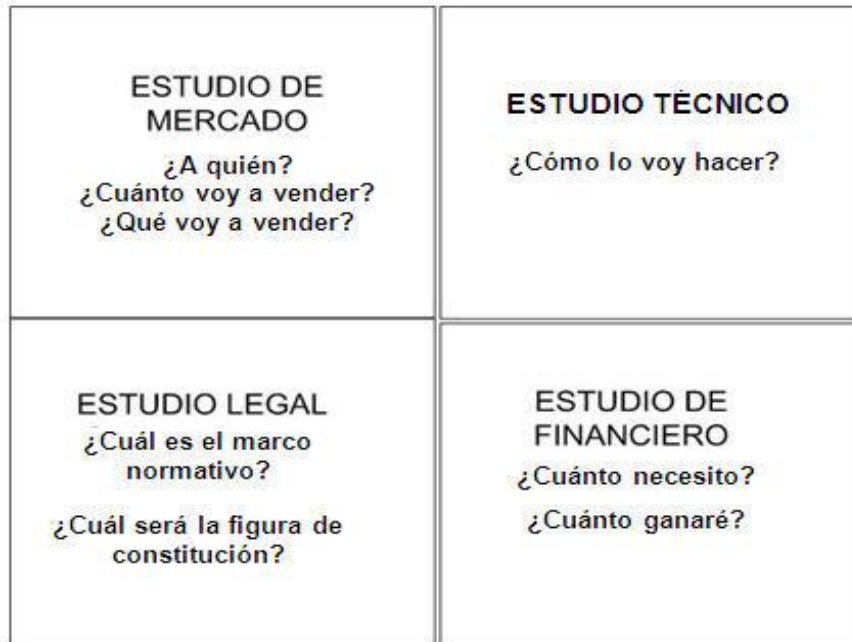 ESTUDIO DE
MERCADO
¿A quién?
¿Cuánto voy a vender?
¿Qué voy a vender?
ESTUDIO TÉCNICO
¿Cómo lo voy hacer?
ESTUDIO LEGAL
¿Cuál es el marco
normativo?
¿Cuál será la figura de
constitución?
ESTUDIO DE
FINANCIERO
¿Cuánto necesito?
¿Cuánto ganaré?